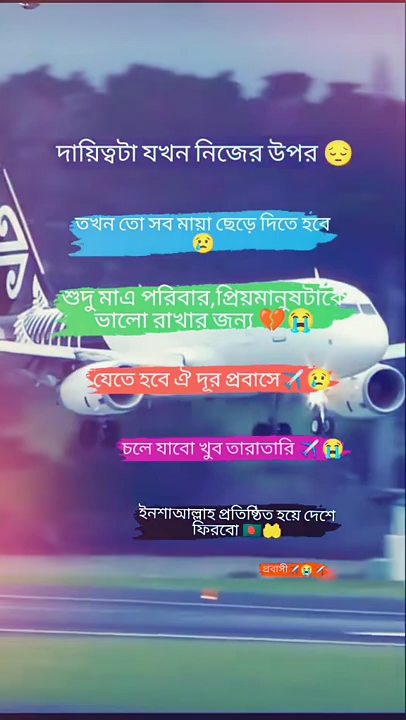 দায়িত্বটা যখন নিজের উপর 😔
তখন তো সব মায়া ছেড়ে দিতে হবে
😢
শুদু মাএ পরিবার,প্রিয়মানুষটাকে
ভালো রাখার জন্য 💔😭
যেতে হবে ঐ দূর প্রবাসে✈️😢
চলে যাবো খুব তারাতারি ✈️😭
ইনশাআল্লাহ প্রতিষ্ঠিত হয়ে দেশে
ফিরবো 🇧🇩🤲
প্রবাসী✈️😭✈️